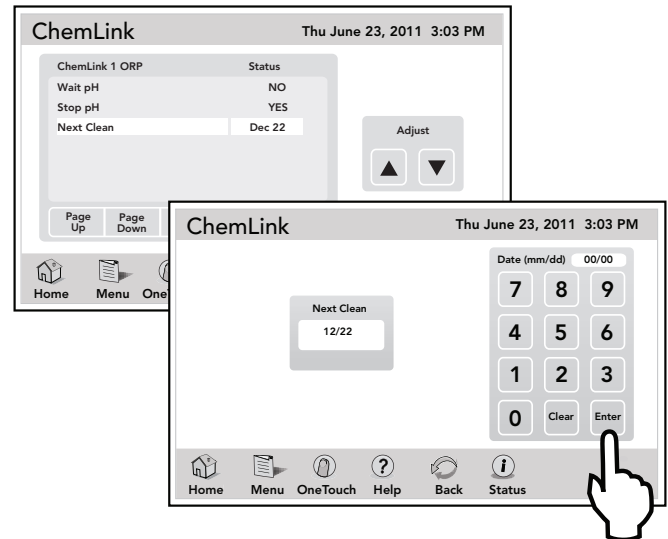 ChemLink Thu June 23, 2011 3:03 PM
ChemLink 1 ORP Status
Wait pH NO
Stop pH YES
Next Clean Dec 22
Adjust
Page Up Page Down
Home Menu
ChemLink Thu June 23, 2011 3:03 PM
Date (mm/dd) 00/00
Next Clean
12/22
7 8 9
4 5 6
1 2 3
0 Clear Enter
Home Menu OneTouch Help Back Status